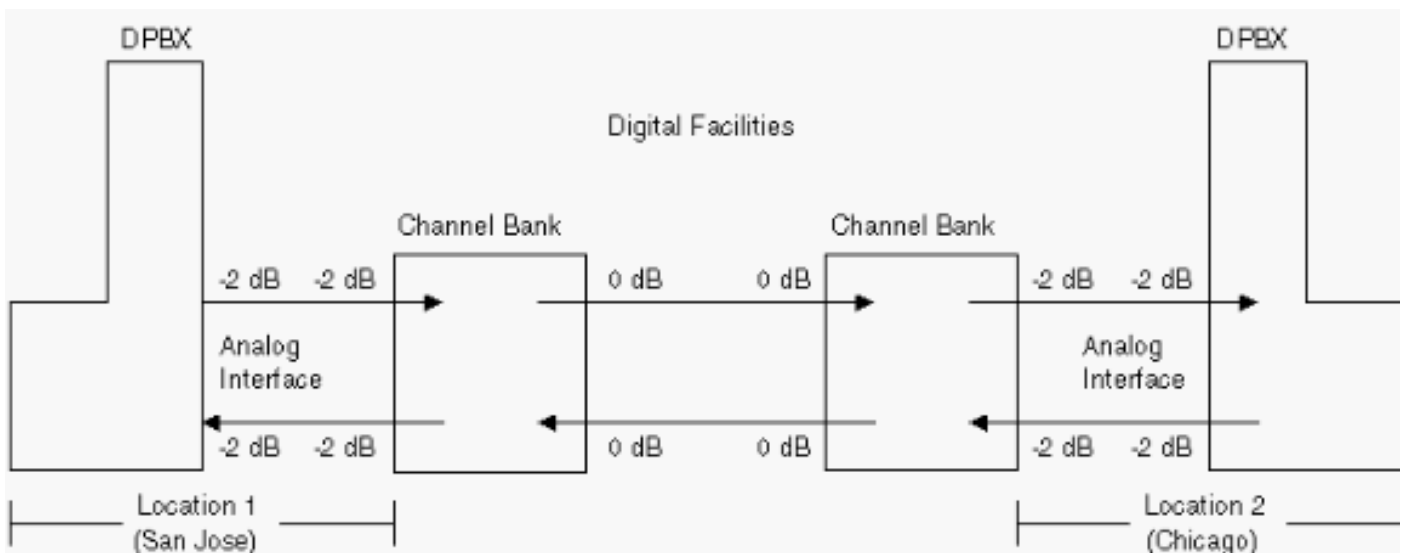 DPBX DPBX
Digital Facilities
Channel Bank Channel Bank
-2 dB -2 dB 0 dB 0 dB -2 dB -2 dB
Analog
Interface
Analog
Interface
-2 dB -2 dB 0 dB 0 dB -2 dB -2 dB
Location 1
(San Jose)
Location 2
(Chicago)